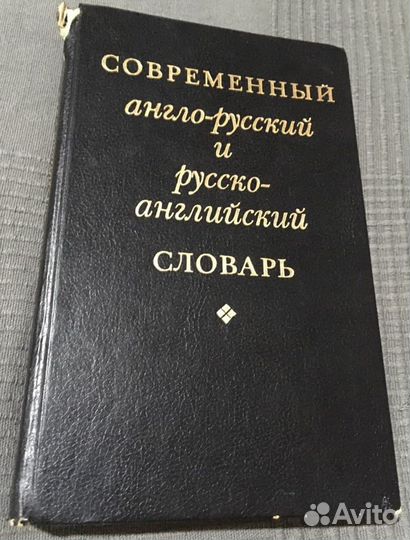 СОВРЕМЕННЫЙ
англо-русский
и
русско-
английский
СЛОВАРЬ
Avito